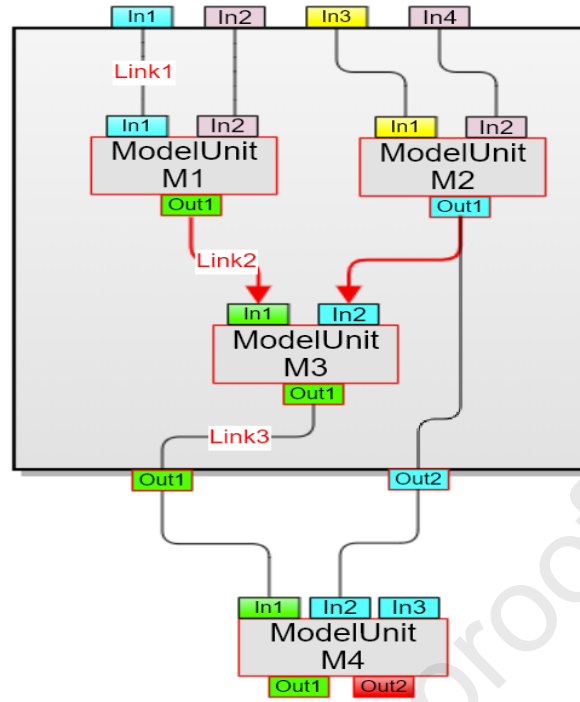 In1 In2 In3 In4
Link1
In1 In2 In1 In2
ModelUnit ModelUnit
M1 M2
Out1 Out1
Link2
In1 In2
ModelUnit
M3
Out1
Link3
Out1 Out2
In1 In2 In3
ModelUnit
M4
Out1 Out2
proof